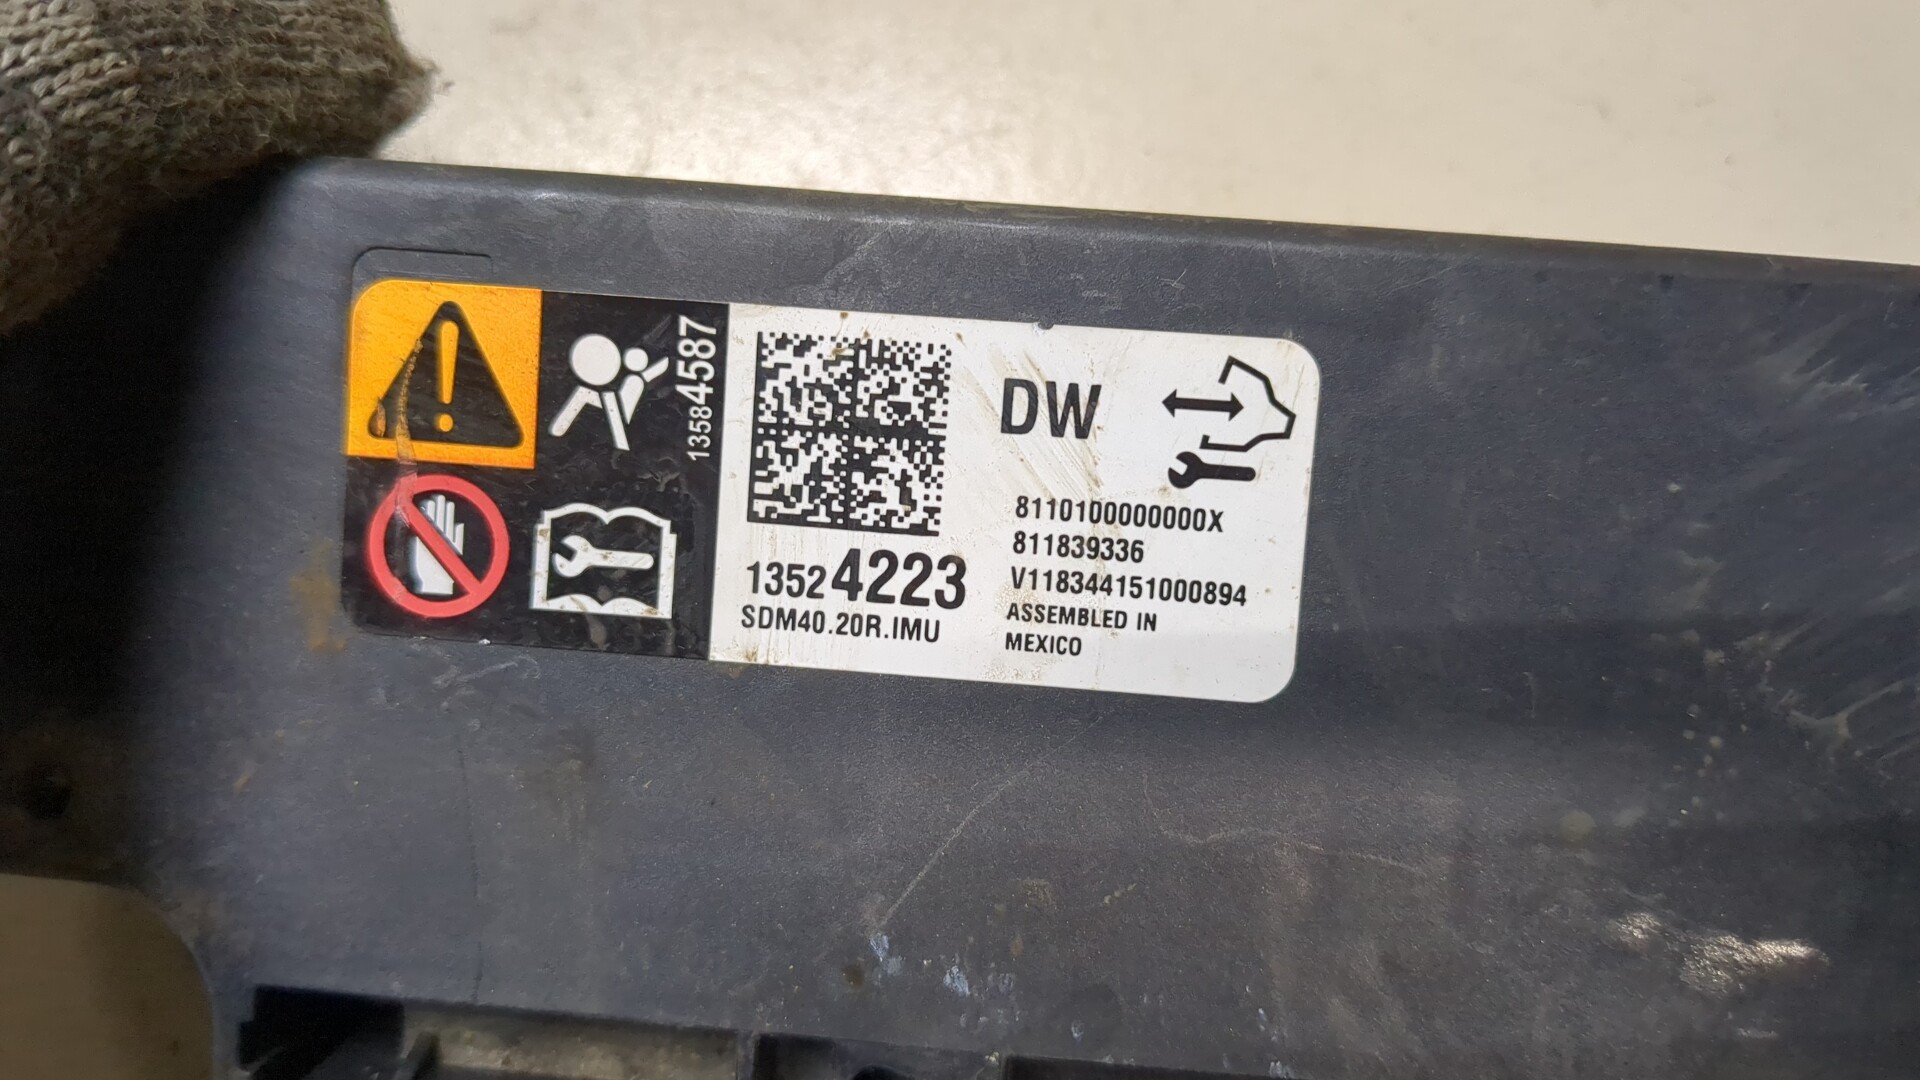 13584587
DW
8110100000000X
811839336
V118344151000894
ASSEMBLED IN
MEXICO
13524223
SDM40.20R.IMU